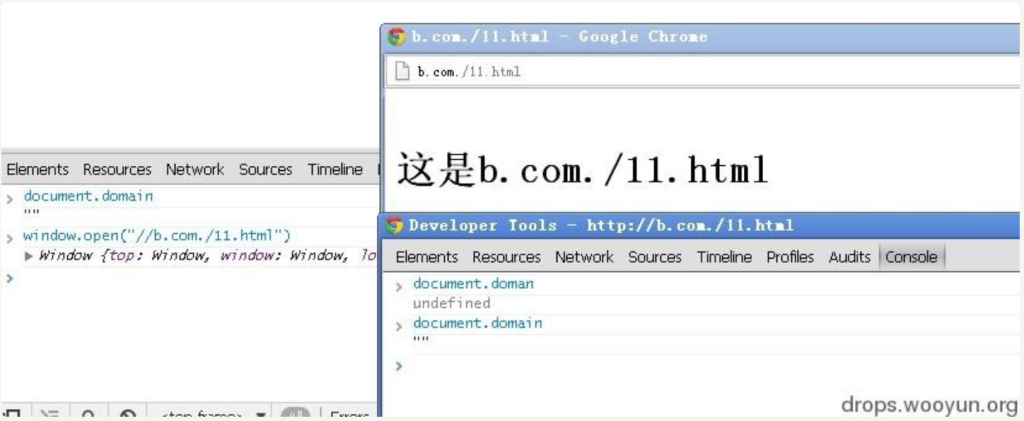 b.com./11.html - Google Chrome
b.com./11.html
这是b.com./11.html
Elements Resources Network Sources Timeline
document.domain
""
window.open("//b.com./11.html")
Window {top: Window, window: Window, lo
Developer Tools - http://b.com./11.html
Elements Resources Network Sources Timeline Profiles Audits Console
document.doman
undefined
document.domain
""
<top frame>
All
Errors
drops.wooyun.org